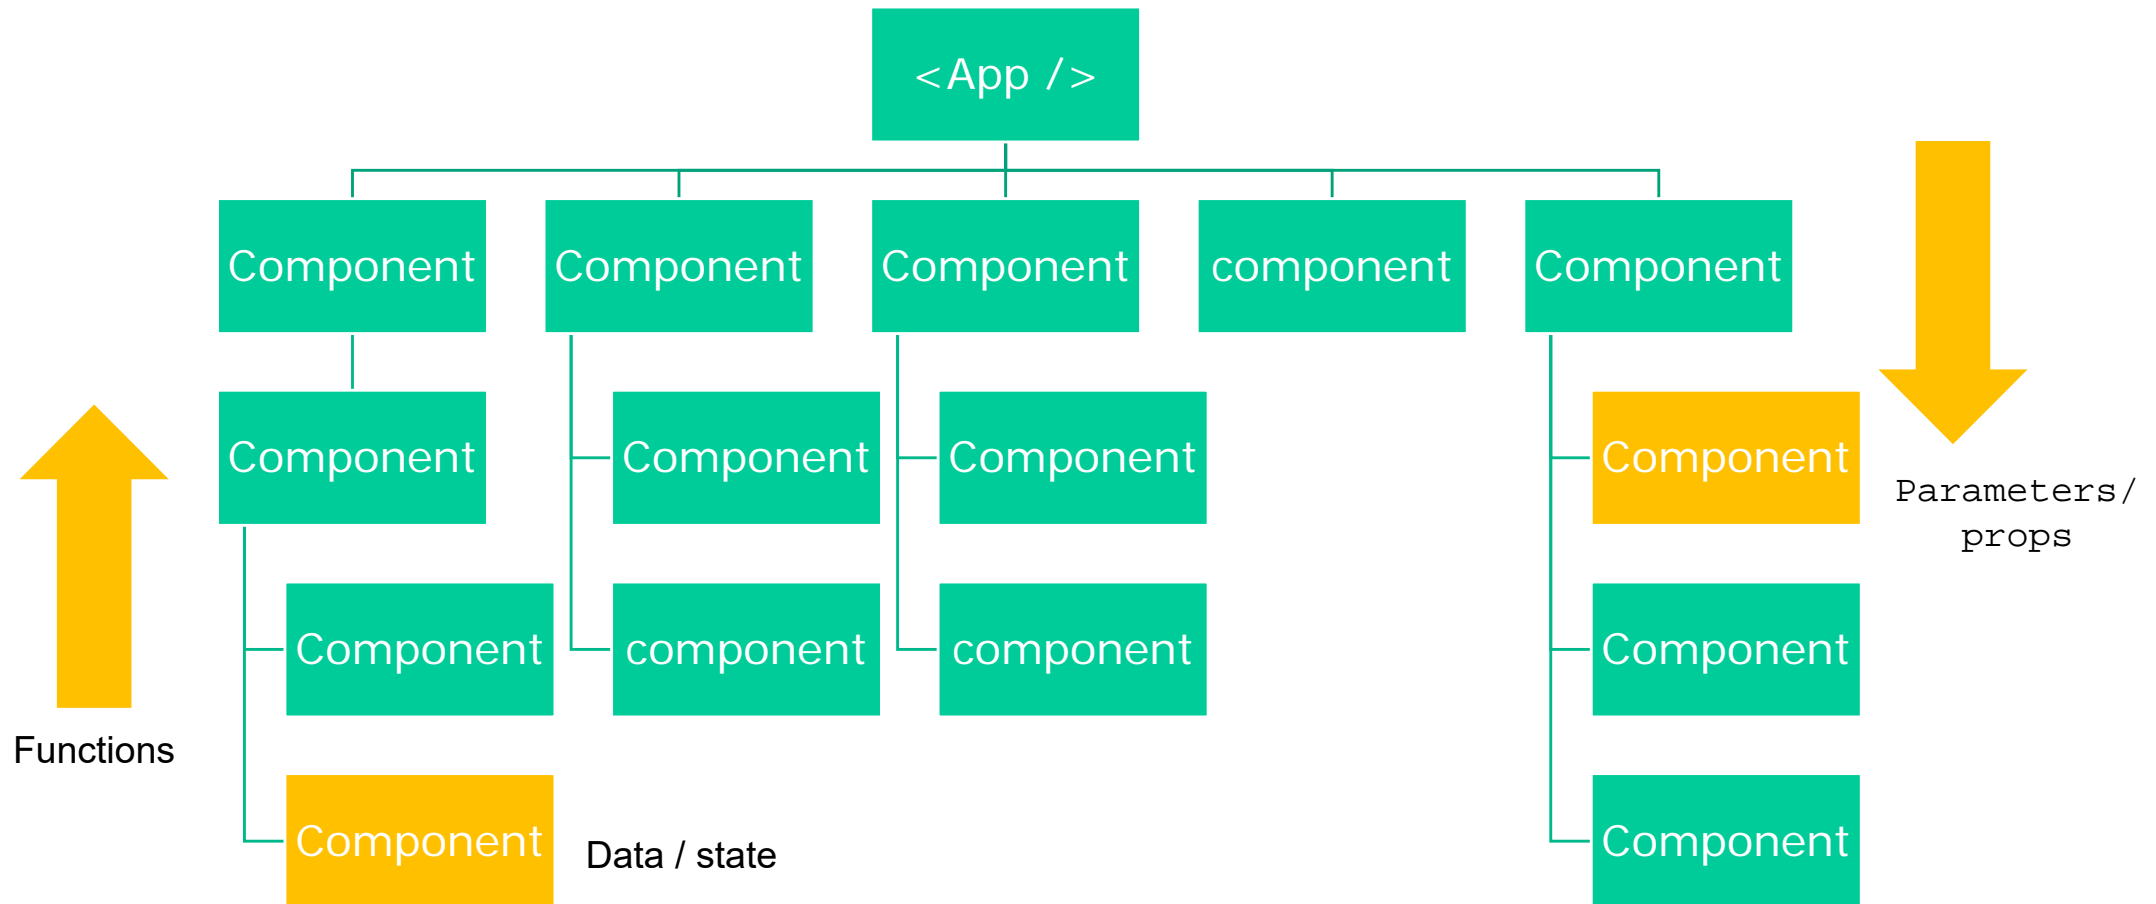 <App />
Component
Component
Component
component
Component
Component
Component
Component
Component
Parameters/
props
Component
component
component
Component
Functions
Component
Data / state
Component